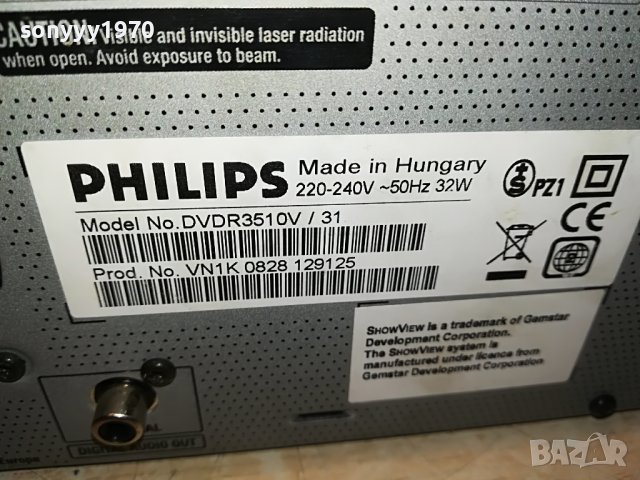 sonyyy1970
CAUTION: Visible and invisible laser radiation
when open. Avoid exposure to beam.
PHILIPS Made in Hungary
220-240V ~50Hz 32W
PZ1
CE
Model No.DVDR3510V / 31
Prod. No. VN1K 0828 129125
SHOWVIEW is a trademark of Gemstar
Development Corporation.
The SHOWVIEW system is
manufactured under licence from
Gemstar Development Corporation
DIGITAL AUDIO OUT
Europe
BAZAR